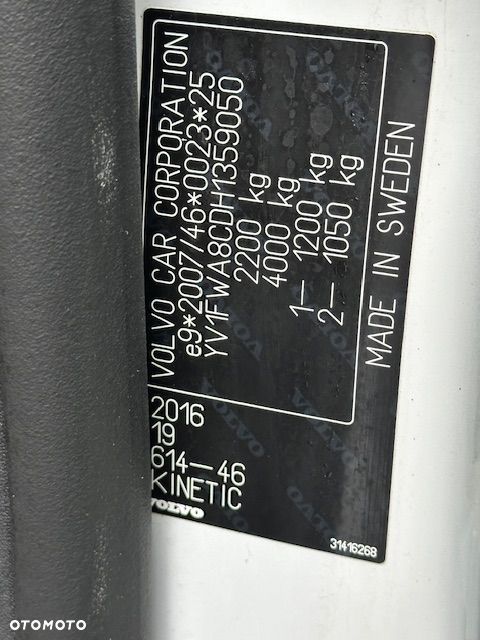 VOLVO CAR CORPORATION
e9*2007/46*0023*25
YV1FWA8CDH1359050
2200 kg
4000 kg
1— 1200 kg
2— 1050 kg
MADE IN SWEDEN
2016
19
614—46
KINETIC
VOLVO
31416268
OTOMOTO
OTOMOTO